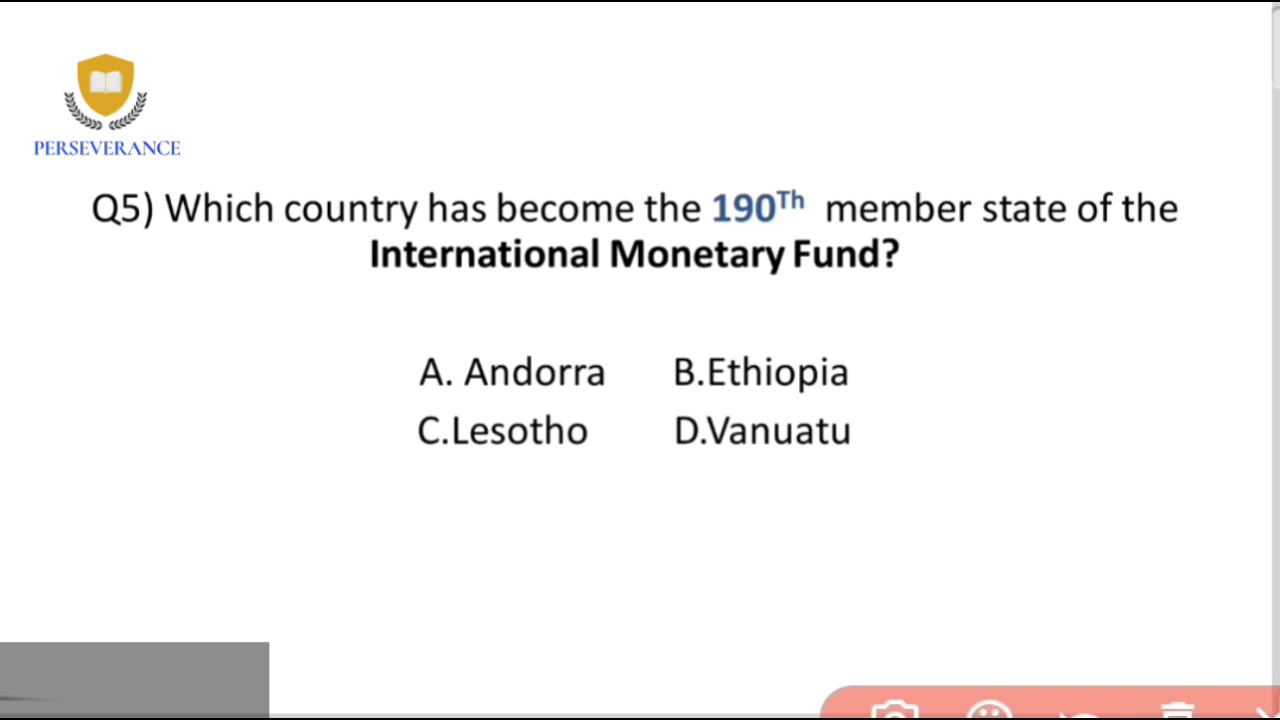 PERSEVERANCE
Q5) Which country has become the 190Th member state of the
International Monetary Fund?
A. Andorra B.Ethiopia
C.Lesotho D.Vanuatu